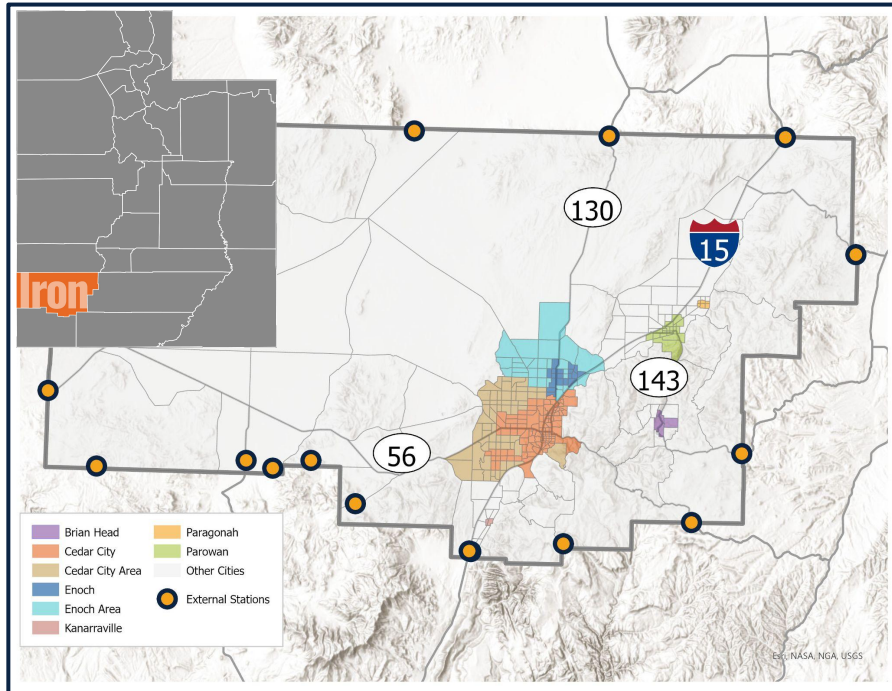 Iron
130
15
143
56
Brian Head
Cedar City
Cedar City Area
Enoch
Enoch Area
Kanarraville
Paragonah
Parowan
Other Cities
External Stations
Esri, NASA, NGA, USGS